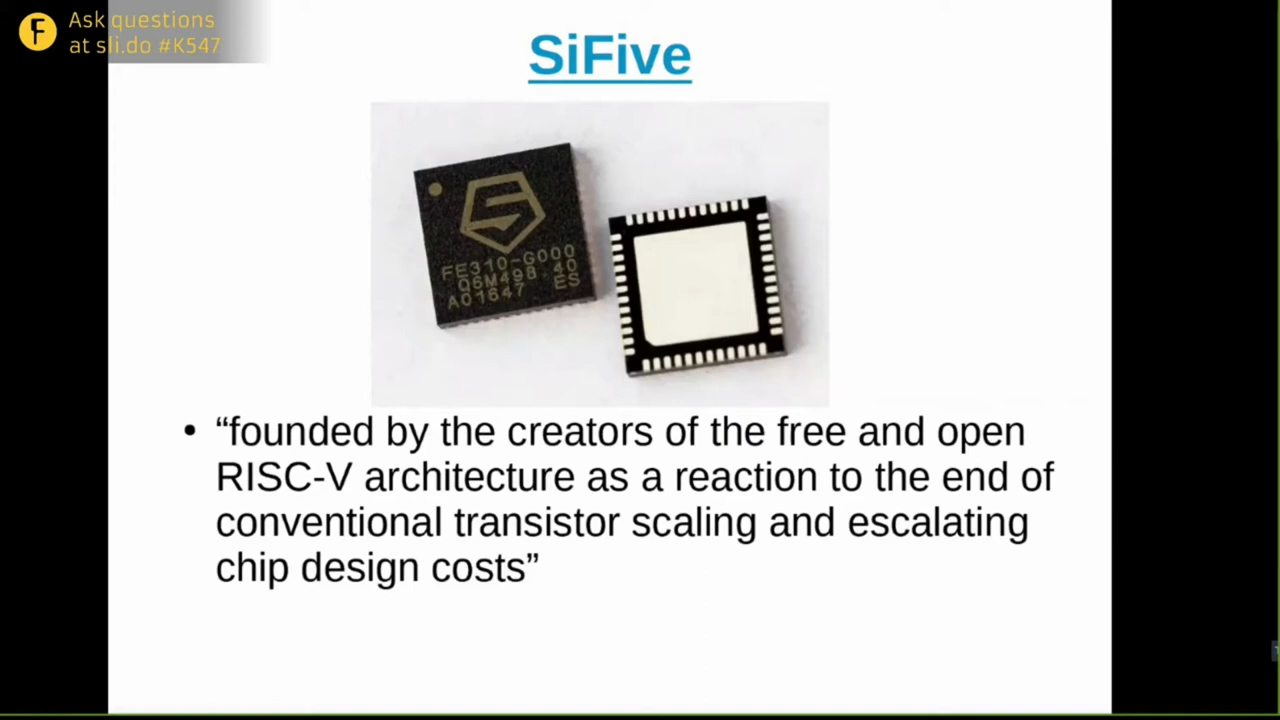 Ask questions
at sli.do #K547
SiFive
FE310-G000
Q6M498.40
A01647 ES
• “founded by the creators of the free and open
RISC-V architecture as a reaction to the end of
conventional transistor scaling and escalating
chip design costs”